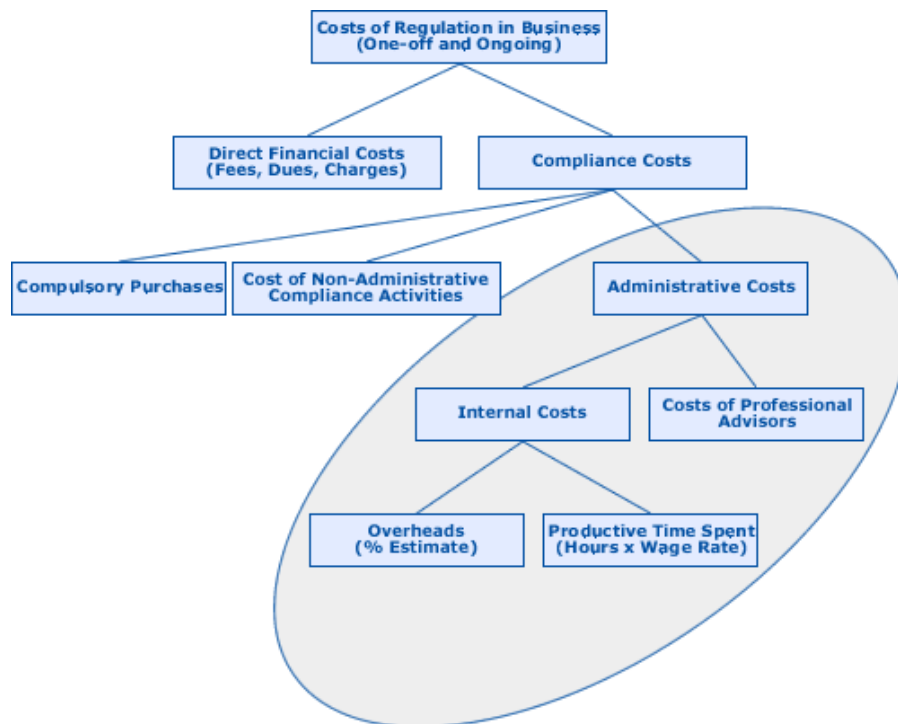 Costs of Regulation in Business
(One-off and Ongoing)
Direct Financial Costs
(Fees, Dues, Charges)
Compliance Costs
Compulsory Purchases
Cost of Non-Administrative
Compliance Activities
Administrative Costs
Internal Costs
Costs of Professional
Advisors
Overheads
(% Estimate)
Productive Time Spent
(Hours x Wage Rate)